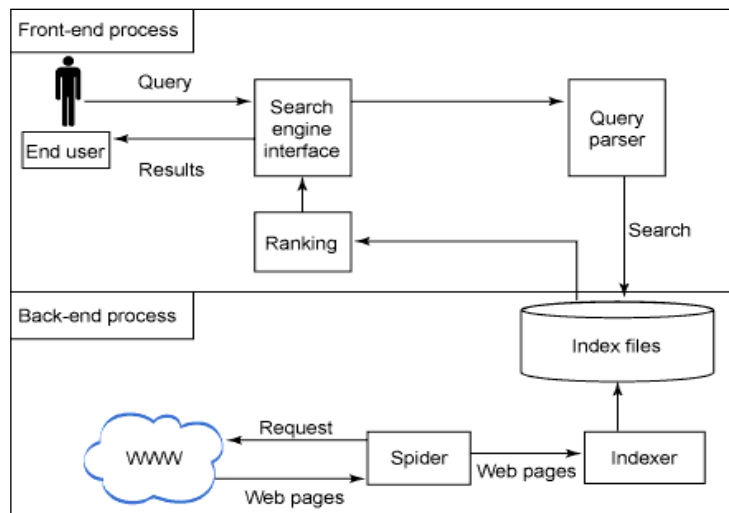 Front-end process
Query
Search
engine
interface
Query
parser
End user
Results
Ranking
Search
Back-end process
Index files
Request
WWW
Spider
Indexer
Web pages
Web pages